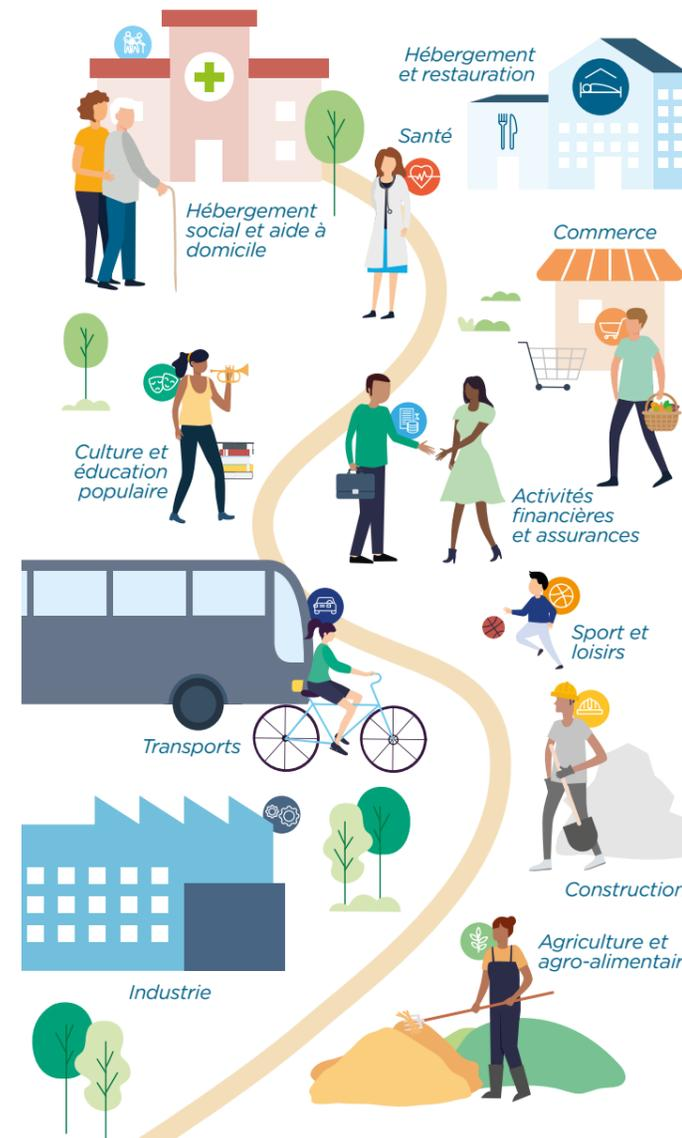 Hébergement
et restauration
Santé
Hébergement
social et aide à
domicile
Commerce
Culture et
éducation
populaire
Activités
financières
et assurances
Sport et
loisirs
Transports
Construction
Agriculture et
agro-alimentair
Industrie